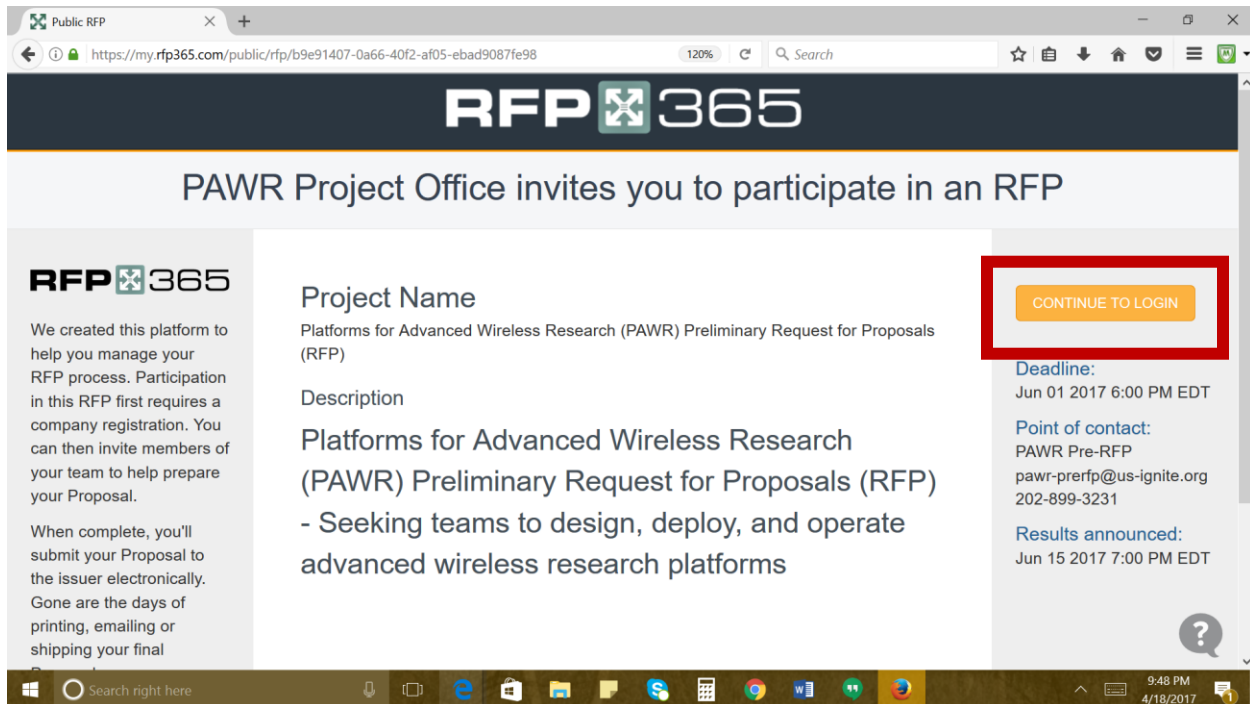 Public RFP
https://my.rfp365.com/public/rfp/b9e91407-0a66-40f2-af05-ebad9087fe98
120%
Search
RFP 365
PAWR Project Office invites you to participate in an RFP
RFP 365
We created this platform to
help you manage your
RFP process. Participation
in this RFP first requires a
company registration. You
can then invite members of
your team to help prepare
your Proposal.
When complete, you'll
submit your Proposal to
the issuer electronically.
Gone are the days of
printing, emailing or
shipping your final
Project Name
Platforms for Advanced Wireless Research (PAWR) Preliminary Request for Proposals
(RFP)
Description
Platforms for Advanced Wireless Research
(PAWR) Preliminary Request for Proposals (RFP)
- Seeking teams to design, deploy, and operate
advanced wireless research platforms
CONTINUE TO LOGIN
Deadline:
Jun 01 2017 6:00 PM EDT
Point of contact:
PAWR Pre-RFP
pawr-prerfp@us-ignite.org
202-899-3231
Results announced:
Jun 15 2017 7:00 PM EDT
?
Search right here
9:48 PM
4/18/2017